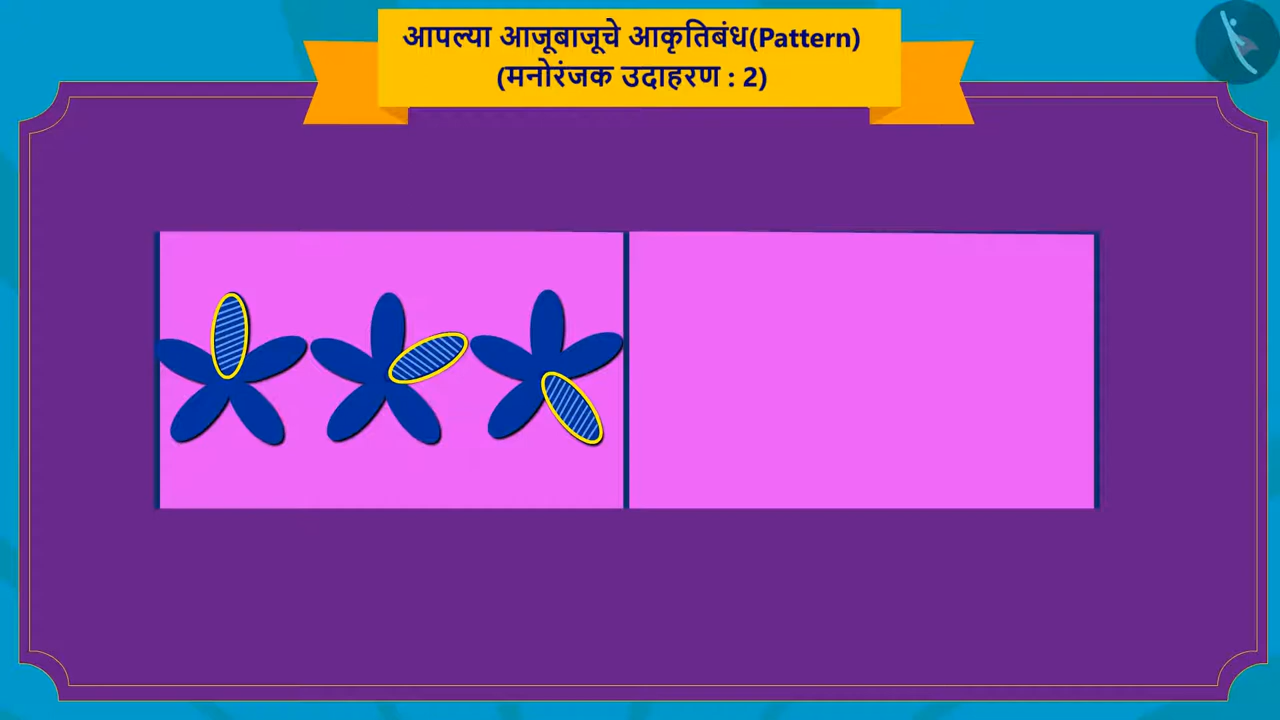 आपल्या आजूबाजूचे आकृतिबंध(Pattern)
(मनोरंजक उदाहरण : 2)